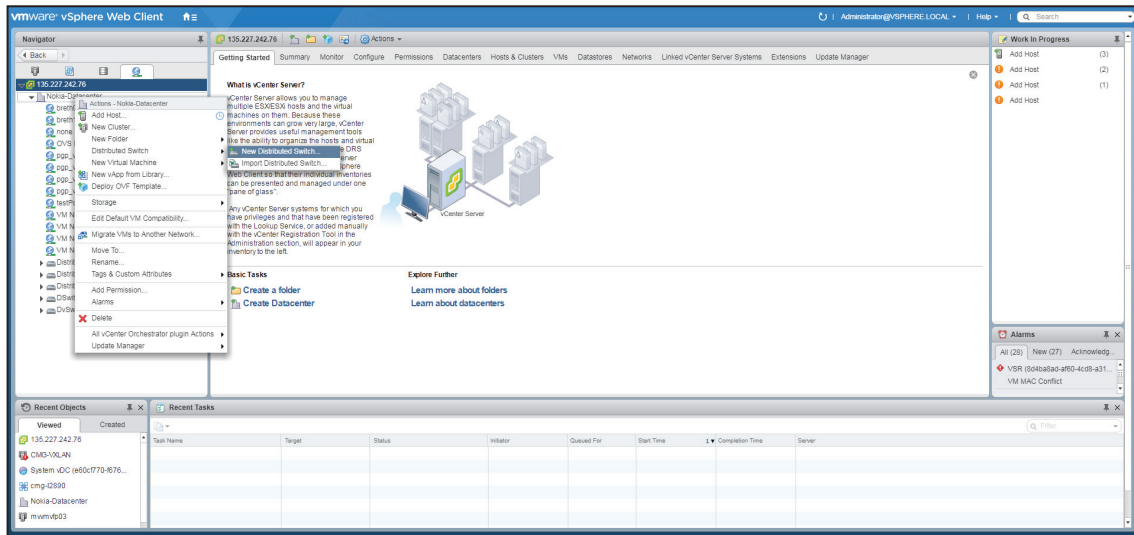 vmware® vSphere Web Client
Administrator@VSPHERE.LOCAL
Help
Search
Navigator
Back
135.227.242.76
Nokia-Datacenter
none
Actions - Nokia-Datacenter
Add Host...
New Cluster...
New Folder
Distributed Switch
New Virtual Machine
New vApp from Library...
Deploy OVF Template...
Storage
Edit Default VM Compatibility...
Migrate VMs to Another Network...
Move To...
Rename...
Tags & Custom Attributes
Add Permission...
Alarms
Delete
All vCenter Orchestrator plugin Actions
Update Manager
New Distributed Switch...
Import Distributed Switch...
135.227.242.76
Actions
Getting Started Summary Monitor Configure Permissions Datacenters Hosts & Clusters VMs Datastores Networks Linked vCenter Server Systems Extensions Update Manager
What is vCenter Server?
vCenter Server allows you to manage
multiple ESX/ESXi hosts and the virtual
machines on them. Because these
environments can grow very large, vCenter
Server provides useful management tools
like the ability to organize the hosts and virtual
DRS
Web Client so that their individual inventories
can be presented and managed under one
"pane of glass".
Any vCenter Server systems for which you
have privileges and that have been registered
with the Lookup Service, or added manually
with the vCenter Registration Tool in the
Administration section, will appear in your
inventory to the left.
vCenter Server
Basic Tasks
Create a folder
Create Datacenter
Explore Further
Learn more about folders
Learn about datacenters
Work In Progress
Add Host (3)
Add Host (2)
Add Host (1)
Add Host
Alarms
All (28) New (27) Acknowledg...
VSR (8d4ba8ad-af60-4cd8-a31...
VM MAC Conflict
Recent Objects
Viewed Created
135.227.242.76
CMG-VXLAN
System vDC (e60cf770-f676...
cmg-t2890
Nokia-Datacenter
mvmvfp03
Recent Tasks
Filter
Task Name Target Status Initiator Queued For Start Time 1 Completion Time Server